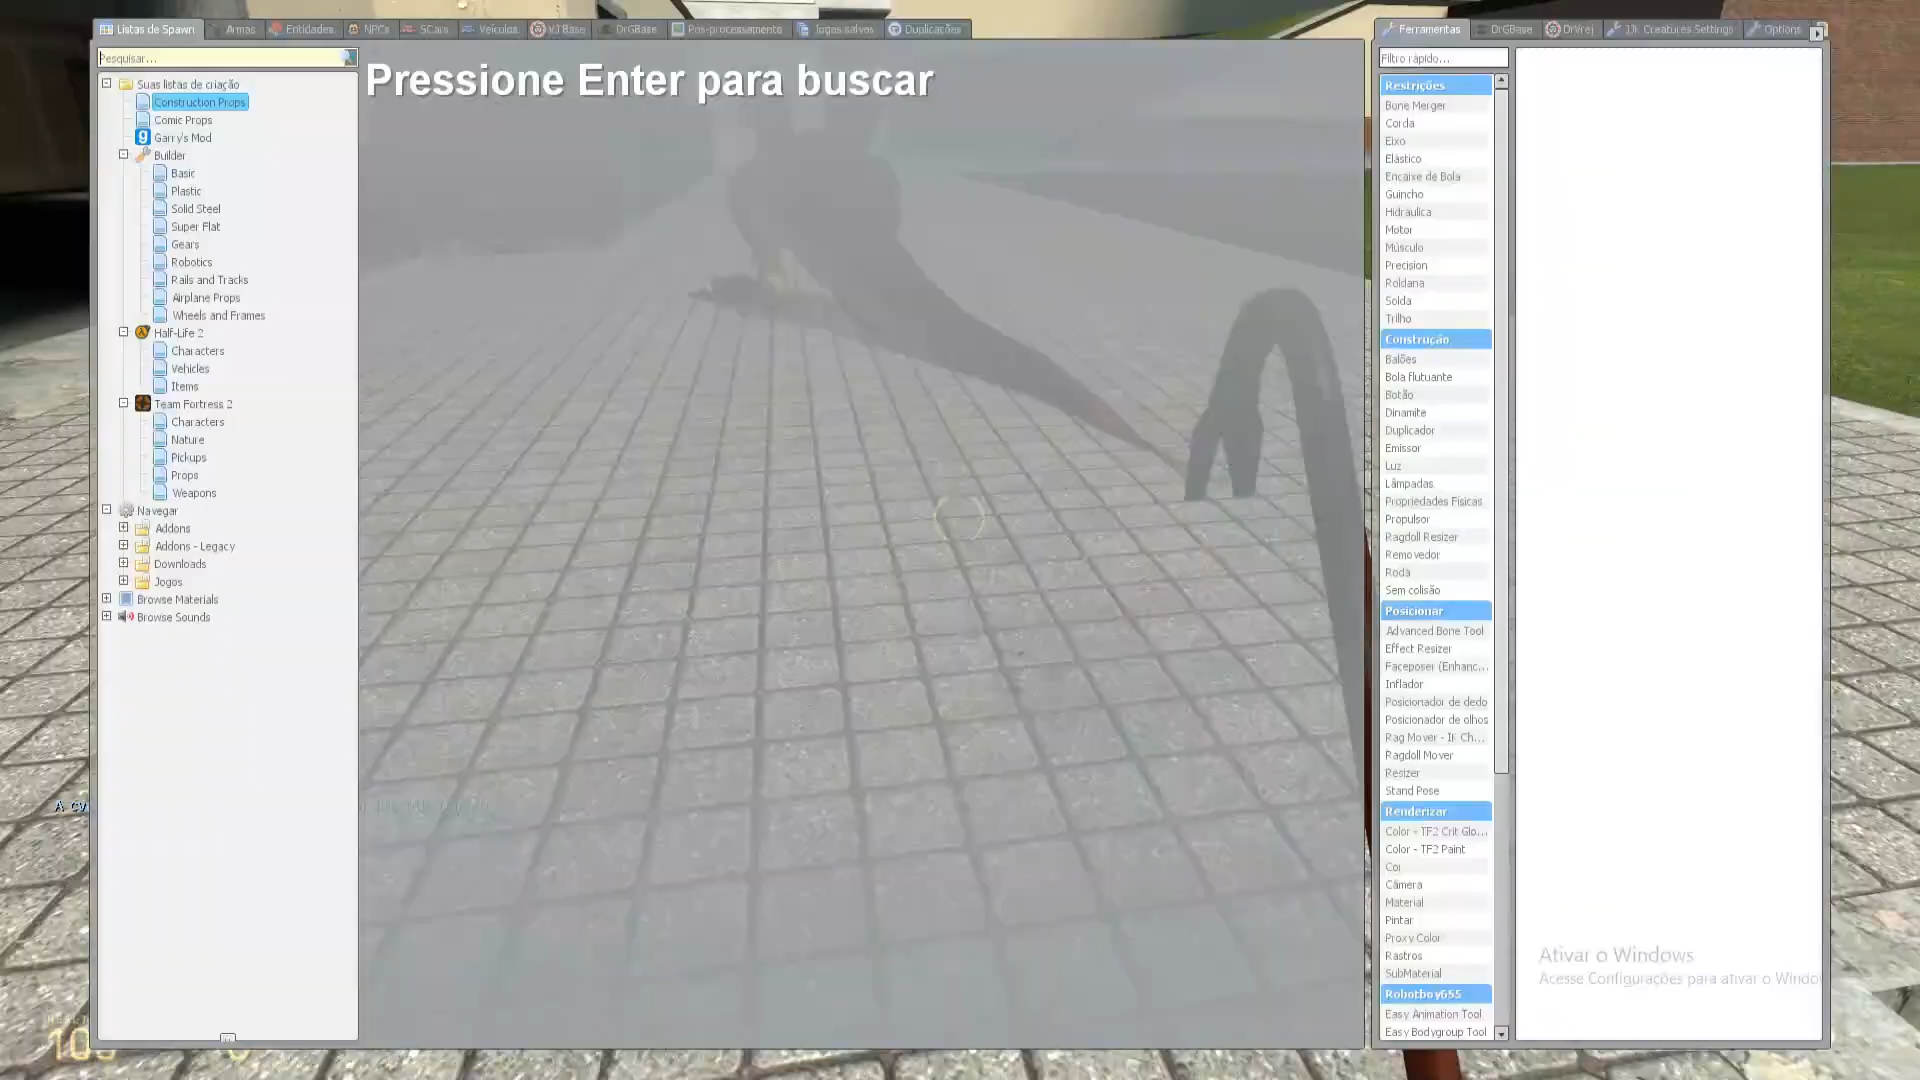 Listas de Spawn
Armas
Entidades
NPCs
SCars
Veículos
VJ Base
DrGBase
Pós-processamento
Jogos salvos
Duplicações
Pesquisar...
Pressione Enter para buscar
Suas listas de criação
Construction Props
Comic Props
Garry's Mod
Builder
Basic
Plastic
Solid Steel
Super Flat
Gears
Robotics
Rails and Tracks
Airplane Props
Wheels and Frames
Half-Life 2
Characters
Vehicles
Items
Team Fortress 2
Characters
Nature
Pickups
Props
Weapons
Navegar
Addons
Addons - Legacy
Downloads
Jogos
Browse Materials
Browse Sounds
A cv
Ferramentas
DrGBase
DrVrej
Creatures Settings
Options
Filtro rápido...
Restrições
Bone Merger
Corda
Eixo
Elástico
Encaixe de Bola
Guincho
Hidráulica
Motor
Músculo
Precision
Roldana
Solda
Trilho
Construção
Balões
Bola flutuante
Botão
Dinamite
Duplicador
Emissor
Luz
Lâmpadas
Propriedades Físicas
Propulsor
Ragdoll Resizer
Removedor
Roda
Sem colisão
Posicionar
Advanced Bone Tool
Effect Resizer
Faceposer (Enhanc...
Inflador
Posicionador de dedo
Posicionador de olhos
Rag Mover - IK Ch...
Ragdoll Mover
Resizer
Stand Pose
Renderizar
Color - TF2 Crit Glo...
Color - TF2 Paint
Cor
Câmera
Material
Pintar
Proxy Color
Rastros
SubMaterial
Robotboy655
Easy Animation Tool
Easy Bodygroup Tool
Ativar o Windows
Acesse Configurações para ativar o Windo